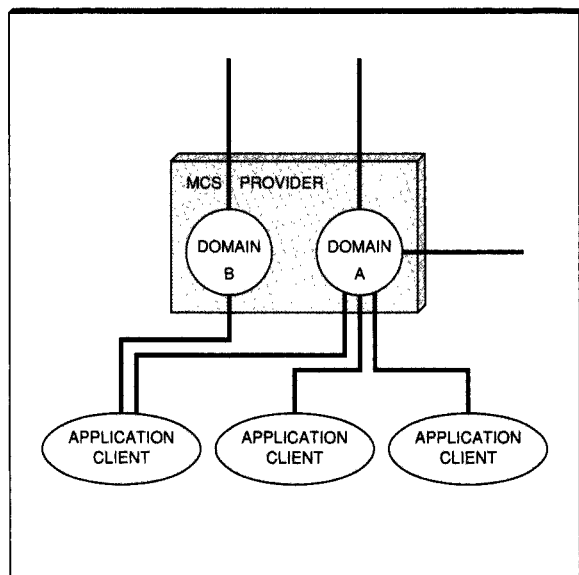 MCS PROVIDER
DOMAIN
B
DOMAIN
A
APPLICATION
CLIENT
APPLICATION
CLIENT
APPLICATION
CLIENT